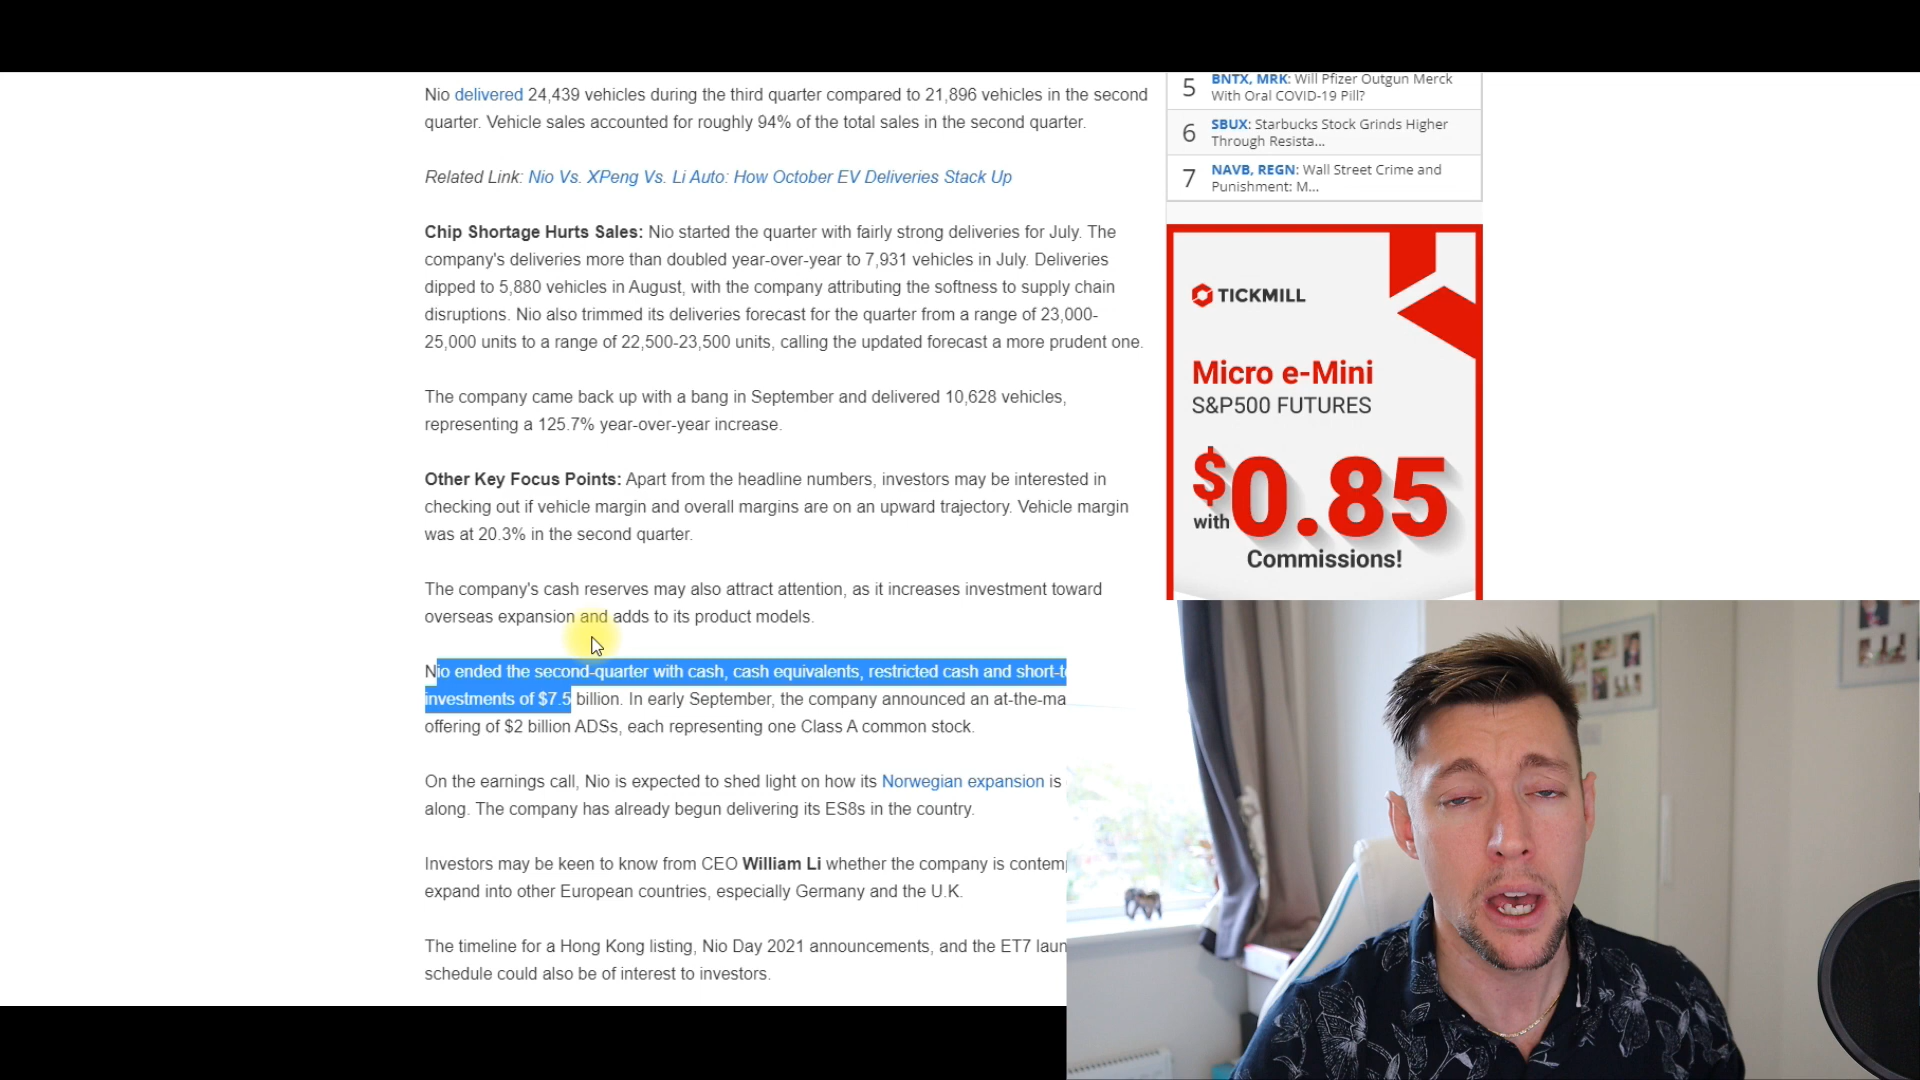 Nio delivered 24,439 vehicles during the third quarter compared to 21,896 vehicles in the second
quarter. Vehicle sales accounted for roughly 94% of the total sales in the second quarter.
Related Link: Nio Vs. XPeng Vs. Li Auto: How October EV Deliveries Stack Up
Chip Shortage Hurts Sales: Nio started the quarter with fairly strong deliveries for July. The
company's deliveries more than doubled year-over-year to 7,931 vehicles in July. Deliveries
dipped to 5,880 vehicles in August, with the company attributing the softness to supply chain
disruptions. Nio also trimmed its deliveries forecast for the quarter from a range of 23,000-
25,000 units to a range of 22,500-23,500 units, calling the updated forecast a more prudent one.
The company came back up with a bang in September and delivered 10,628 vehicles,
representing a 125.7% year-over-year increase.
Other Key Focus Points: Apart from the headline numbers, investors may be interested in
checking out if vehicle margin and overall margins are on an upward trajectory. Vehicle margin
was at 20.3% in the second quarter.
The company's cash reserves may also attract attention, as it increases investment toward
overseas expansion and adds to its product models.
Nio ended the second-quarter with cash, cash equivalents, restricted cash and short-t
investments of $7.5 billion. In early September, the company announced an at-the-ma
offering of $2 billion ADSs, each representing one Class A common stock.
On the earnings call, Nio is expected to shed light on how its Norwegian expansion is
along. The company has already begun delivering its ES8s in the country.
Investors may be keen to know from CEO William Li whether the company is contemp
expand into other European countries, especially Germany and the U.K.
The timeline for a Hong Kong listing, Nio Day 2021 announcements, and the ET7 laun
schedule could also be of interest to investors.
5 BNTX, MRK: Will Pfizer Outgun Merck
With Oral COVID-19 Pill?
6 SBUX: Starbucks Stock Grinds Higher
Through Resista...
7 NAVB, REGN: Wall Street Crime and
Punishment: M...
TICKMILL
Micro e-Mini
S&P500 FUTURES
with $0.85
Commissions!